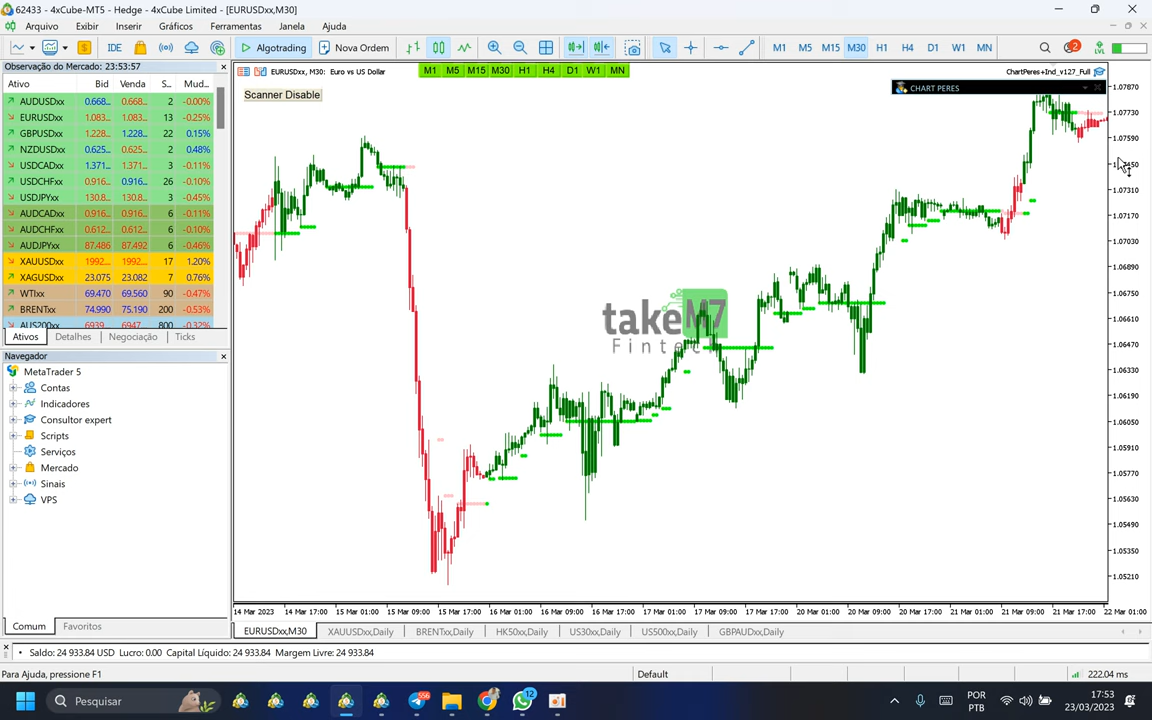 62433 - 4xCube-MT5 - Hedge - 4xCube Limited - [EURUSDxx,M30]
Arquivo Exibir Inserir Gráficos Ferramentas Janela Ajuda
IDE Algotrading Nova Ordem M1 M5 M15 M30 H1 H4 D1 W1 MN 2 LVL
Observação do Mercado: 23:53:57
Ativo Bid Venda S... Mud...
AUDUSDxx 0.668... 0.668... 2 -0.00%
EURUSDxx 1.083... 1.083... 13 -0.25%
GBPUSDxx 1.228... 1.228... 22 0.15%
NZDUSDxx 0.625... 0.625... 2 0.48%
USDCADxx 1.371... 1.371... 3 -0.11%
USDCHFxx 0.916... 0.916... 26 -0.10%
USDJPYxx 130.8... 130.8... 3 -0.45%
AUDCADxx 0.916... 0.916... 6 -0.11%
AUDCHFxx 0.612... 0.612... 6 -0.09%
AUDJPYxx 87.486 87.492 6 -0.46%
XAUUSDxx 1992... 1992... 17 1.20%
XAGUSDxx 23.075 23.082 7 0.76%
WTIxx 69.470 69.560 90 -0.47%
BRENTxx 74.990 75.190 200 -0.53%
AUS200xx 6939... 6947... 800 -0.32%
Ativos Detalhes Negociação Ticks
Navegador
MetaTrader 5
Contas
Indicadores
Consultor expert
Scripts
Serviços
Mercado
Sinais
VPS
Comum Favoritos
EURUSDxx, M30: Euro vs US Dollar
M1 M5 M15 M30 H1 H4 D1 W1 MN
ChartPeres+Ind_v127_Full
Scanner Disable
CHART PERES
takeM7
Fintech
1.07870
1.07730
1.07590
1.07450
1.07310
1.07170
1.07030
1.06890
1.06750
1.06610
1.06470
1.06330
1.06190
1.06050
1.05910
1.05770
1.05630
1.05490
1.05350
1.05210
14 Mar 2023 14 Mar 17:00 15 Mar 01:00 15 Mar 09:00 15 Mar 17:00 16 Mar 01:00 16 Mar 09:00 16 Mar 17:00 17 Mar 01:00 17 Mar 09:00 17 Mar 17:00 20 Mar 01:00 20 Mar 09:00 20 Mar 17:00 21 Mar 01:00 21 Mar 09:00 21 Mar 17:00 22 Mar 01:00
EURUSDxx,M30 XAUUSDxx,Daily BRENTxx,Daily HK50xx,Daily US30xx,Daily US500xx,Daily GBPAUDxx,Daily
Saldo: 24 933.84 USD Lucro: 0.00 Capital Líquido: 24 933.84 Margem Livre: 24 933.84
Para Ajuda, pressione F1 Default 222.04 ms
Pesquisar 556 12 POR
PTB 17:53
23/03/2023